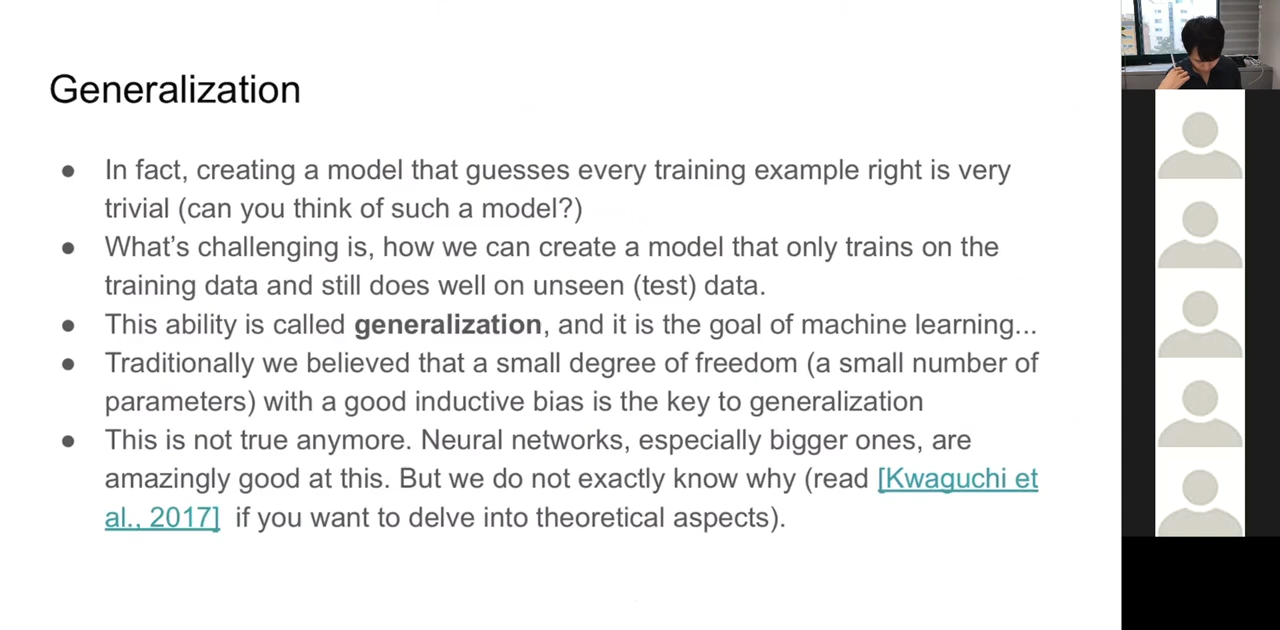 Generalization
● In fact, creating a model that guesses every training example right is very
trivial (can you think of such a model?)
● What's challenging is, how we can create a model that only trains on the
training data and still does well on unseen (test) data.
● This ability is called generalization, and it is the goal of machine learning...
● Traditionally we believed that a small degree of freedom (a small number of
parameters) with a good inductive bias is the key to generalization
● This is not true anymore. Neural networks, especially bigger ones, are
amazingly good at this. But we do not exactly know why (read [Kwaguchi et
al., 2017] if you want to delve into theoretical aspects).